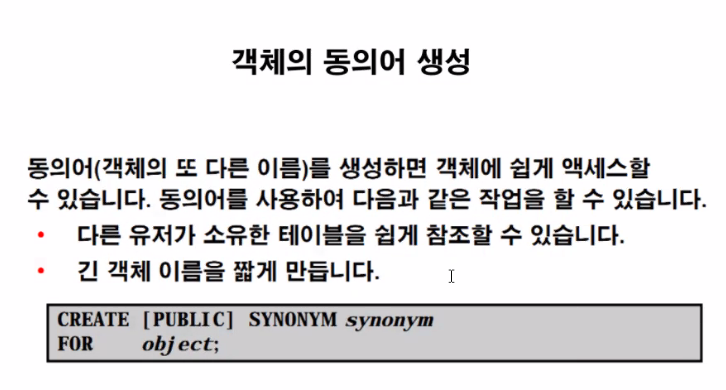 객체의 동의어 생성
동의어(객체의 또 다른 이름)를 생성하면 객체에 쉽게 액세스할
수 있습니다. 동의어를 사용하여 다음과 같은 작업을 할 수 있습니다.
• 다른 유저가 소유한 테이블을 쉽게 참조할 수 있습니다.
• 긴 객체 이름을 짧게 만듭니다.
CREATE [PUBLIC] SYNONYM synonym
FOR object;